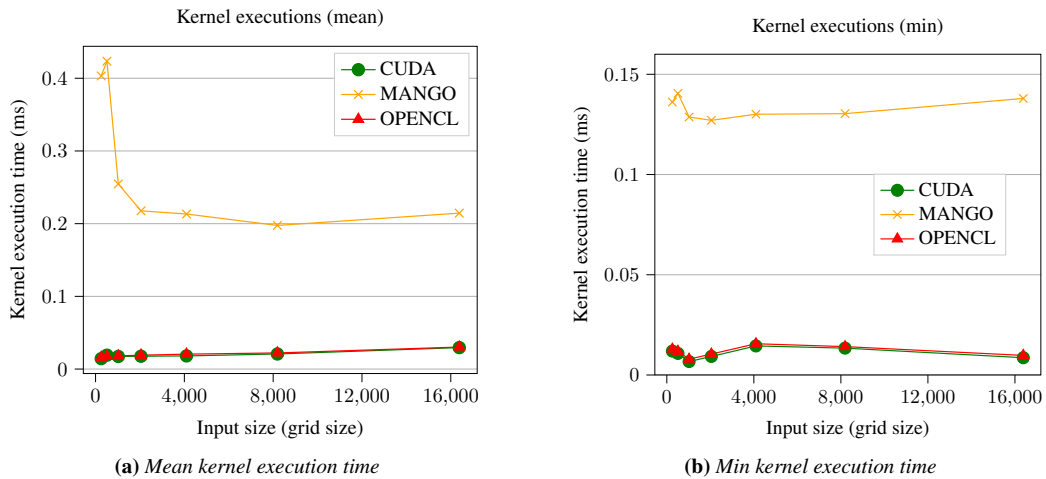 Kernel executions (mean)
Kernel execution time (ms)
0.4
0.3
0.2
0.1
0
CUDA
MANGO
OPENCL
0 4,000 8,000 12,000 16,000
Input size (grid size)
(a) Mean kernel execution time
Kernel executions (min)
Kernel execution time (ms)
0.15
0.1
0.05
0
CUDA
MANGO
OPENCL
0 4,000 8,000 12,000 16,000
Input size (grid size)
(b) Min kernel execution time